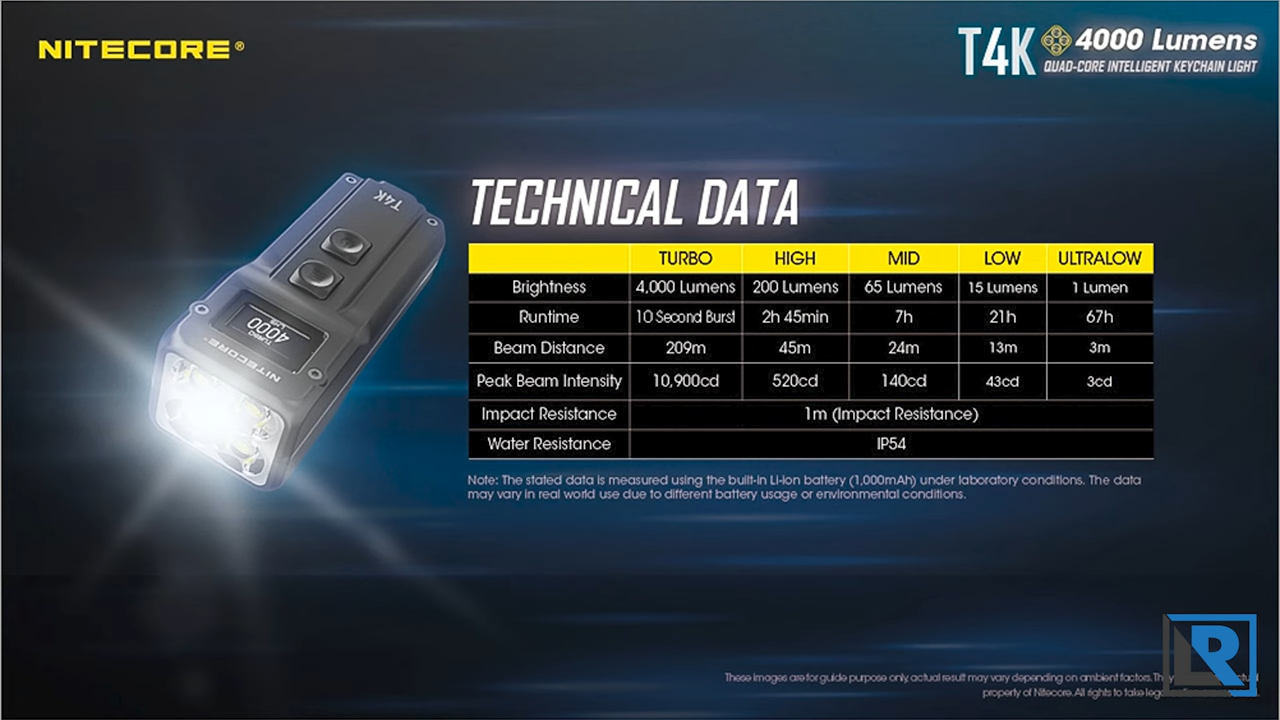 NITECORE®
T4K 4000 Lumens
QUAD-CORE INTELLIGENT KEYCHAIN LIGHT
T4K
4000
LUMENS
TURBO
NITECORE®
TECHNICAL DATA
TURBO HIGH MID LOW ULTRALOW
Brightness 4,000 Lumens 200 Lumens 65 Lumens 15 Lumens 1 Lumen
Runtime 10 Second Burst 2h 45min 7h 21h 67h
Beam Distance 209m 45m 24m 13m 3m
Peak Beam Intensity 10,900cd 520cd 140cd 43cd 3cd
Impact Resistance 1m (Impact Resistance)
Water Resistance IP54
Note: The stated data is measured using the built-in Li-ion battery (1,000mAh) under laboratory conditions. The data
may vary in real world use due to different battery usage or environmental conditions.
These images are for guide purpose only, actual result may vary depending on ambient factors.
property of Nitecore. All rights to take
LR